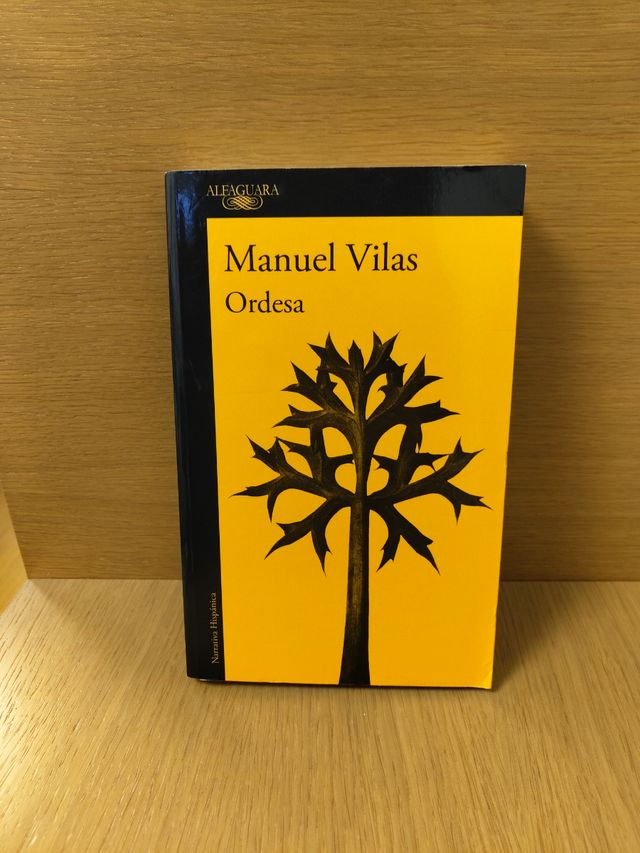 ALFAGUARA
Manuel Vilas
Ordesa
Narrativa Hispánica